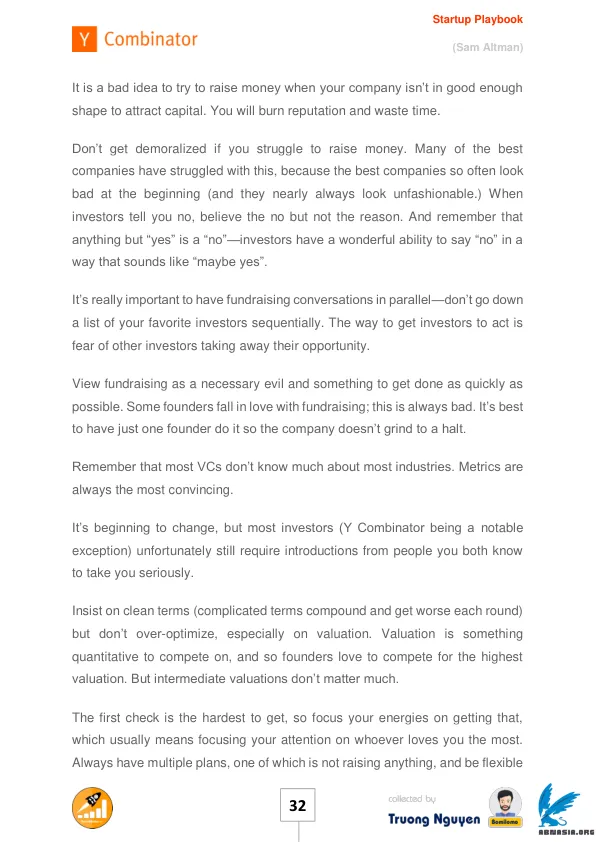 Startup Playbook
Y Combinator
(Sam Altman)
It is a bad idea to try to raise money when your company isn’t in good enough
shape to attract capital. You will burn reputation and waste time.
Don’t get demoralized if you struggle to raise money. Many of the best
companies have struggled with this, because the best companies so often look
bad at the beginning (and they nearly always look unfashionable.) When
investors tell you no, believe the no but not the reason. And remember that
anything but “yes” is a “no”—investors have a wonderful ability to say “no” in a
way that sounds like “maybe yes”.
It’s really important to have fundraising conversations in parallel—don’t go down
a list of your favorite investors sequentially. The way to get investors to act is
fear of other investors taking away their opportunity.
View fundraising as a necessary evil and something to get done as quickly as
possible. Some founders fall in love with fundraising; this is always bad. It’s best
to have just one founder do it so the company doesn’t grind to a halt.
Remember that most VCs don’t know much about most industries. Metrics are
always the most convincing.
It’s beginning to change, but most investors (Y Combinator being a notable
exception) unfortunately still require introductions from people you both know
to take you seriously.
Insist on clean terms (complicated terms compound and get worse each round)
but don’t over-optimize, especially on valuation. Valuation is something
quantitative to compete on, and so founders love to compete for the highest
valuation. But intermediate valuations don’t matter much.
The first check is the hardest to get, so focus your energies on getting that,
which usually means focusing your attention on whoever loves you the most.
Always have multiple plans, one of which is not raising anything, and be flexible
32
collected by
Truong Nguyen
Bomilama
ABNASIA.ORG